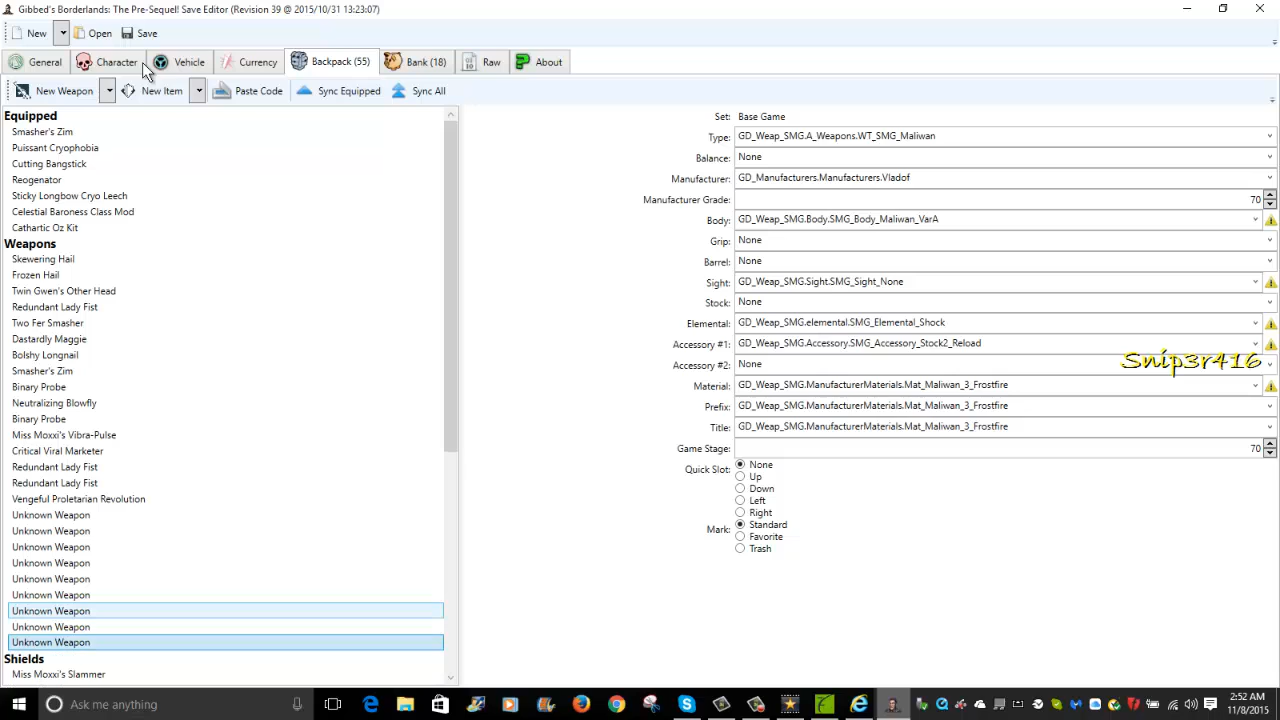 Gibbed's Borderlands: The Pre-Sequel! Save Editor (Revision 39 @ 2015/10/31 13:23:07)
New Open Save
General Character Vehicle Currency Backpack (55) Bank (18) Raw About
New Weapon New Item Paste Code Sync Equipped Sync All
Equipped
Smasher's Zim
Puissant Cryophobia
Cutting Bangstick
Reogenator
Sticky Longbow Cryo Leech
Celestial Baroness Class Mod
Cathartic Oz Kit
Weapons
Skewering Hail
Frozen Hail
Twin Gwen's Other Head
Redundant Lady Fist
Two Fer Smasher
Dastardly Maggie
Bolshy Longnail
Smasher's Zim
Binary Probe
Neutralizing Blowfly
Binary Probe
Miss Moxxi's Vibra-Pulse
Critical Viral Marketer
Redundant Lady Fist
Redundant Lady Fist
Vengeful Proletarian Revolution
Unknown Weapon
Unknown Weapon
Unknown Weapon
Unknown Weapon
Unknown Weapon
Unknown Weapon
Unknown Weapon
Unknown Weapon
Unknown Weapon
Shields
Miss Moxxi's Slammer
Set: Base Game
Type: GD_Weap_SMG.A_Weapons.WT_SMG_Maliwan
Balance: None
Manufacturer: GD_Manufacturers.Manufacturers.Vladof
Manufacturer Grade: 70
Body: GD_Weap_SMG.Body.SMG_Body_Maliwan_VarA
Grip: None
Barrel: None
Sight: GD_Weap_SMG.Sight.SMG_Sight_None
Stock: None
Elemental: GD_Weap_SMG.elemental.SMG_Elemental_Shock
Accessory #1: GD_Weap_SMG.Accessory.SMG_Accessory_Stock2_Reload
Accessory #2: None
Snip3r416
Material: GD_Weap_SMG.ManufacturerMaterials.Mat_Maliwan_3_Frostfire
Prefix: GD_Weap_SMG.ManufacturerMaterials.Mat_Maliwan_3_Frostfire
Title: GD_Weap_SMG.ManufacturerMaterials.Mat_Maliwan_3_Frostfire
Game Stage: 70
Quick Slot: None
Up
Down
Left
Right
Mark: Standard
Favorite
Trash
Ask me anything
2:52 AM
11/8/2015